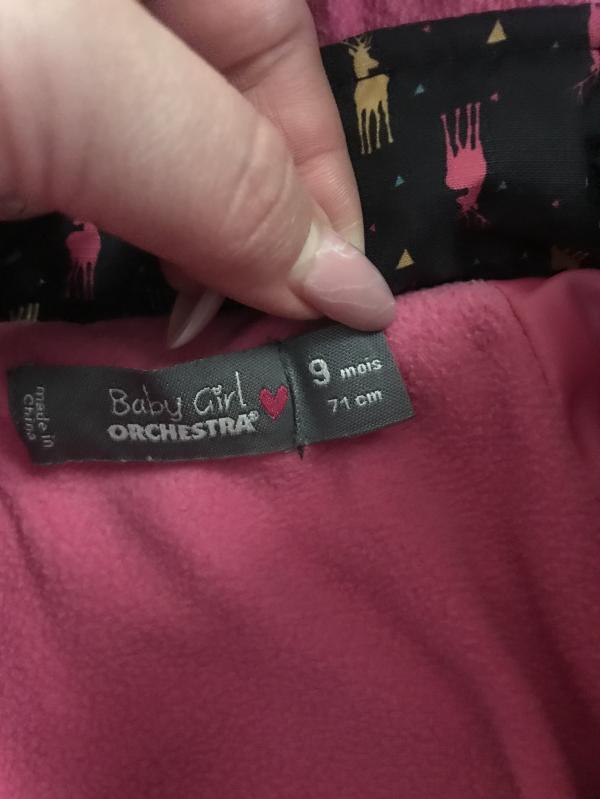 made in
China
Baby Girl
ORCHESTRA®
9 mois
71 cm